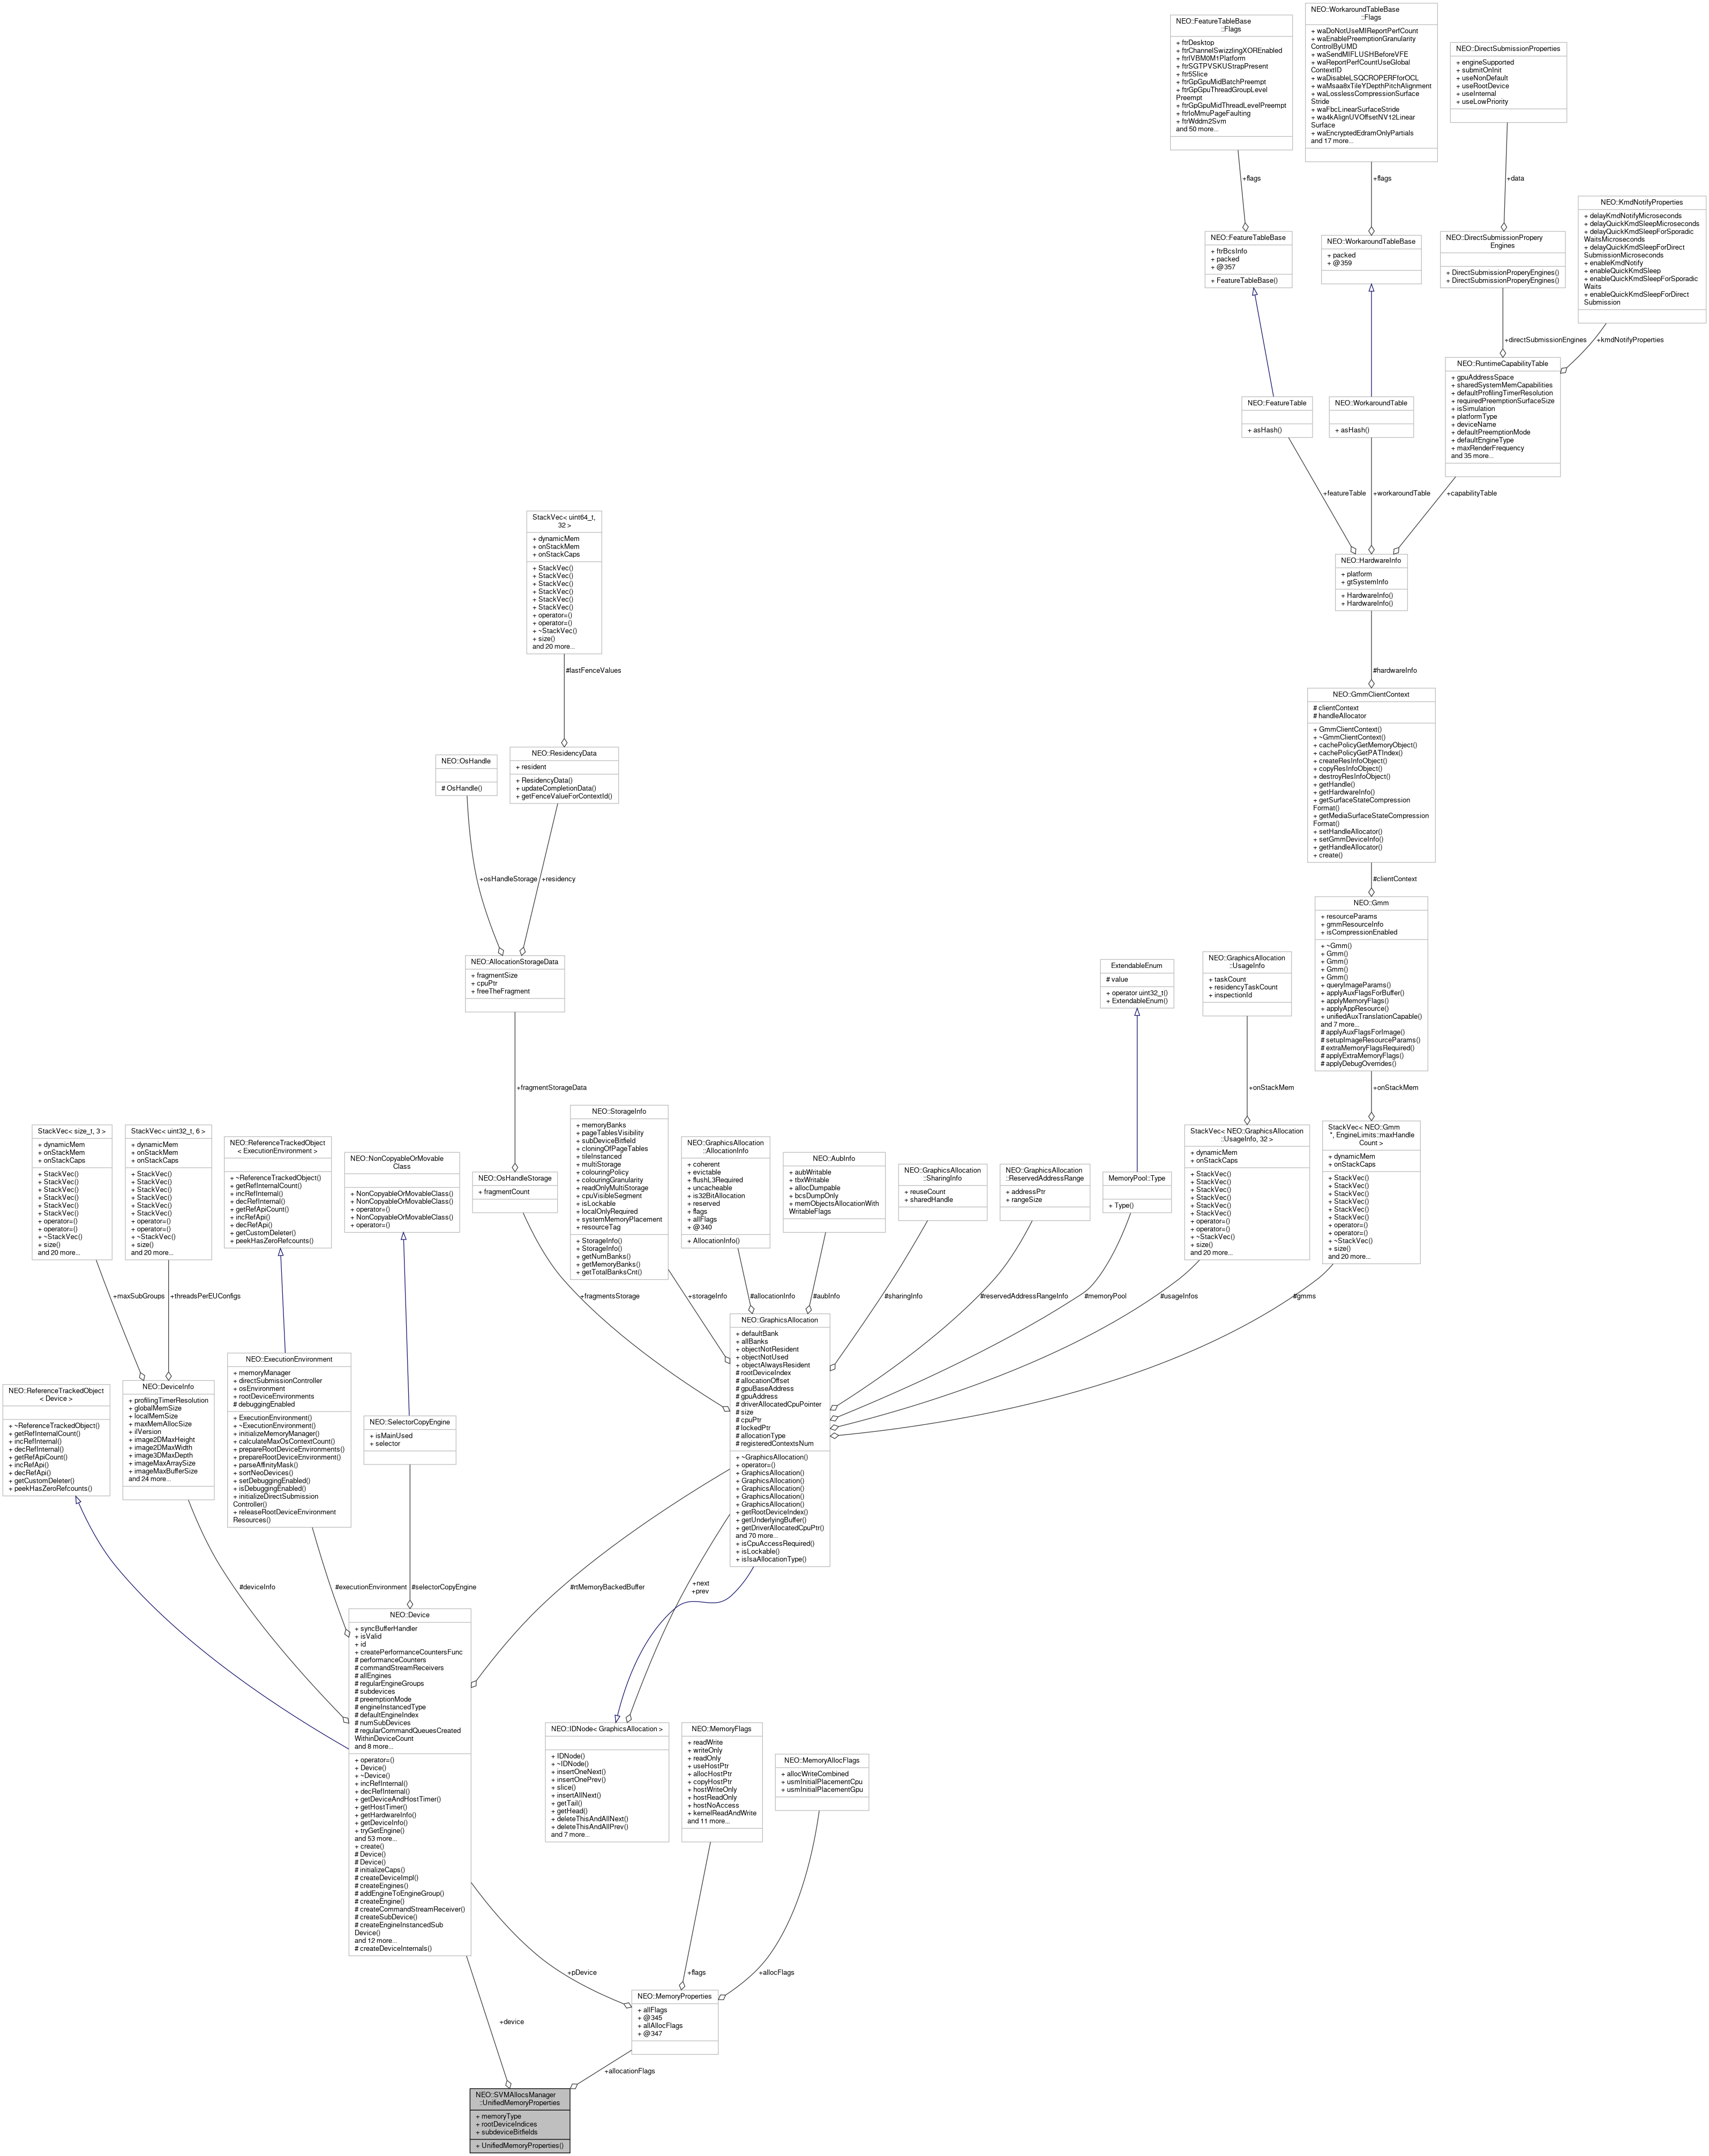 NEO::FeatureTableBase
::Flags
+ ftrDesktop
+ ftrChannelSwizzlingXOREnabled
+ ftrIVBM0M1Platform
+ ftrSGTPVSKUStrapPresent
+ ftr5Slice
+ ftrGpGpuMidBatchPreempt
+ ftrGpGpuThreadGroupLevel
Preempt
+ ftrGpGpuMidThreadLevelPreempt
+ ftrIoMmuPageFaulting
+ ftrWddm2Svm
and 50 more...
NEO::WorkaroundTableBase
::Flags
+ waDoNotUseMIReportPerfCount
+ waEnablePreemptionGranularity
ControlByUMD
+ waSendMIFLUSHBeforeVFE
+ waReportPerfCountUseGlobal
ContextID
+ waDisableLSQCROPERFforOCL
+ waMsaa8xTileYDepthPitchAlignment
+ waLosslessCompressionSurface
Stride
+ waFbcLinearSurfaceStride
+ wa4kAlignUVOffsetNV12Linear
Surface
+ waEncryptedEdramOnlyPartials
and 17 more...
NEO::DirectSubmissionProperties
+ engineSupported
+ submitOnInit
+ useNonDefault
+ useRootDevice
+ useInternal
+ useLowPriority
+flags
+flags
+data
NEO::KmdNotifyProperties
+ delayKmdNotifyMicroseconds
+ delayQuickKmdSleepMicroseconds
+ delayQuickKmdSleepForSporadic
WaitsMicroseconds
+ delayQuickKmdSleepForDirect
SubmissionMicroseconds
+ enableKmdNotify
+ enableQuickKmdSleep
+ enableQuickKmdSleepForSporadic
Waits
+ enableQuickKmdSleepForDirect
Submission
NEO::FeatureTableBase
+ ftrBcsInfo
+ packed
+ @357
+ FeatureTableBase()
NEO::WorkaroundTableBase
+ packed
+ @359
NEO::DirectSubmissionPropery
Engines
+ DirectSubmissionProperyEngines()
+ DirectSubmissionProperyEngines()
+directSubmissionEngines
+kmdNotifyProperties
NEO::FeatureTable
+ asHash()
NEO::WorkaroundTable
+ asHash()
NEO::RuntimeCapabilityTable
+ gpuAddressSpace
+ sharedSystemMemCapabilities
+ defaultProfilingTimerResolution
+ requiredPreemptionSurfaceSize
+ isSimulation
+ platformType
+ deviceName
+ defaultPreemptionMode
+ defaultEngineType
+ maxRenderFrequency
and 35 more...
+featureTable
+workaroundTable
+capabilityTable
NEO::HardwareInfo
+ platform
+ gtSystemInfo
+ HardwareInfo()
+ HardwareInfo()
#hardwareInfo
StackVec< uint64_t,
32 >
+ dynamicMem
+ onStackMem
+ onStackCaps
+ StackVec()
+ StackVec()
+ StackVec()
+ StackVec()
+ StackVec()
+ StackVec()
+ operator=()
+ operator=()
+ ~StackVec()
+ size()
and 20 more...
#lastFenceValues
NEO::GmmClientContext
# clientContext
# handleAllocator
+ GmmClientContext()
+ ~GmmClientContext()
+ cachePolicyGetMemoryObject()
+ cachePolicyGetPATIndex()
+ createResInfoObject()
+ copyResInfoObject()
+ destroyResInfoObject()
+ getHandle()
+ getHardwareInfo()
+ getSurfaceStateCompression
Format()
+ getMediaSurfaceStateCompression
Format()
+ setHandleAllocator()
+ setGmmDeviceInfo()
+ getHandleAllocator()
+ create()
#clientContext
NEO::OsHandle
# OsHandle()
NEO::ResidencyData
+ resident
+ ResidencyData()
+ updateCompletionData()
+ getFenceValueForContextId()
+osHandleStorage
+residency
NEO::AllocationStorageData
+ fragmentSize
+ cpuPtr
+ freeTheFragment
+fragmentStorageData
NEO::Gmm
+ resourceParams
+ gmmResourceInfo
+ isCompressionEnabled
+ ~Gmm()
+ Gmm()
+ Gmm()
+ Gmm()
+ Gmm()
+ queryImageParams()
+ applyAuxFlagsForBuffer()
+ applyMemoryFlags()
+ applyAppResource()
+ unifiedAuxTranslationCapable()
and 7 more...
# applyAuxFlagsForImage()
# setupImageResourceParams()
# extraMemoryFlagsRequired()
# applyExtraMemoryFlags()
# applyDebugOverrides()
+onStackMem
ExtendableEnum
# value
+ operator uint32_t()
+ ExtendableEnum()
NEO::GraphicsAllocation
::UsageInfo
+ taskCount
+ residencyTaskCount
+ inspectionId
+onStackMem
StackVec< size_t, 3 >
+ dynamicMem
+ onStackMem
+ onStackCaps
+ StackVec()
+ StackVec()
+ StackVec()
+ StackVec()
+ StackVec()
+ StackVec()
+ operator=()
+ operator=()
+ ~StackVec()
+ size()
and 20 more...
StackVec< uint32_t, 6 >
+ dynamicMem
+ onStackMem
+ onStackCaps
+ StackVec()
+ StackVec()
+ StackVec()
+ StackVec()
+ StackVec()
+ StackVec()
+ operator=()
+ operator=()
+ ~StackVec()
+ size()
and 20 more...
NEO::ReferenceTrackedObject
< ExecutionEnvironment >
+ ~ReferenceTrackedObject()
+ getRefInternalCount()
+ incRefInternal()
+ decRefInternal()
+ getRefApiCount()
+ incRefApi()
+ decRefApi()
+ getCustomDeleter()
+ peekHasZeroRefcounts()
NEO::NonCopyableOrMovable
Class
+ NonCopyableOrMovableClass()
+ NonCopyableOrMovableClass()
+ operator=()
+ NonCopyableOrMovableClass()
+ operator=()
NEO::OsHandleStorage
+ fragmentCount
NEO::StorageInfo
+ memoryBanks
+ pageTablesVisibility
+ subDeviceBitfield
+ cloningOfPageTables
+ tileInstanced
+ multiStorage
+ colouringPolicy
+ colouringGranularity
+ readOnlyMultiStorage
+ cpuVisibleSegment
+ isLockable
+ localOnlyRequired
+ systemMemoryPlacement
+ resourceTag
+ StorageInfo()
+ StorageInfo()
+ getNumBanks()
+ getMemoryBanks()
+ getTotalBanksCnt()
NEO::GraphicsAllocation
::AllocationInfo
+ coherent
+ evictable
+ flushL3Required
+ uncacheable
+ is32BitAllocation
+ reserved
+ flags
+ allFlags
+ @340
+ AllocationInfo()
NEO::AubInfo
+ aubWritable
+ tbxWritable
+ allocDumpable
+ bcsDumpOnly
+ memObjectsAllocationWith
WritableFlags
NEO::GraphicsAllocation
::SharingInfo
+ reuseCount
+ sharedHandle
NEO::GraphicsAllocation
::ReservedAddressRange
+ addressPtr
+ rangeSize
MemoryPool::Type
+ Type()
StackVec< NEO::GraphicsAllocation
::UsageInfo, 32 >
+ dynamicMem
+ onStackCaps
+ StackVec()
+ StackVec()
+ StackVec()
+ StackVec()
+ StackVec()
+ StackVec()
+ operator=()
+ operator=()
+ ~StackVec()
+ size()
and 20 more...
StackVec< NEO::Gmm
*, EngineLimits::maxHandle
Count >
+ dynamicMem
+ onStackCaps
+ StackVec()
+ StackVec()
+ StackVec()
+ StackVec()
+ StackVec()
+ StackVec()
+ operator=()
+ operator=()
+ ~StackVec()
+ size()
and 20 more...
+maxSubGroups
+threadsPerEUConfigs
+fragmentsStorage
+storageInfo
#allocationInfo
#aubInfo
#sharingInfo
#reservedAddressRangeInfo
#memoryPool
#usageInfos
#gmms
NEO::ReferenceTrackedObject
< Device >
+ ~ReferenceTrackedObject()
+ getRefInternalCount()
+ incRefInternal()
+ decRefInternal()
+ getRefApiCount()
+ incRefApi()
+ decRefApi()
+ getCustomDeleter()
+ peekHasZeroRefcounts()
NEO::DeviceInfo
+ profilingTimerResolution
+ globalMemSize
+ localMemSize
+ maxMemAllocSize
+ ilVersion
+ image2DMaxHeight
+ image2DMaxWidth
+ image3DMaxDepth
+ imageMaxArraySize
+ imageMaxBufferSize
and 24 more...
NEO::ExecutionEnvironment
+ memoryManager
+ directSubmissionController
+ osEnvironment
+ rootDeviceEnvironments
# debuggingEnabled
+ ExecutionEnvironment()
+ ~ExecutionEnvironment()
+ initializeMemoryManager()
+ calculateMaxOsContextCount()
+ prepareRootDeviceEnvironments()
+ prepareRootDeviceEnvironment()
+ parseAffinityMask()
+ sortNeoDevices()
+ setDebuggingEnabled()
+ isDebuggingEnabled()
+ initializeDirectSubmission
Controller()
+ releaseRootDeviceEnvironment
Resources()
NEO::SelectorCopyEngine
+ isMainUsed
+ selector
NEO::GraphicsAllocation
+ defaultBank
+ allBanks
+ objectNotResident
+ objectNotUsed
+ objectAlwaysResident
# rootDeviceIndex
# allocationOffset
# gpuBaseAddress
# gpuAddress
# driverAllocatedCpuPointer
# size
# cpuPtr
# lockedPtr
# allocationType
# registeredContextsNum
+ ~GraphicsAllocation()
+ operator=()
+ GraphicsAllocation()
+ GraphicsAllocation()
+ GraphicsAllocation()
+ GraphicsAllocation()
+ getRootDeviceIndex()
+ getUnderlyingBuffer()
+ getDriverAllocatedCpuPtr()
and 70 more...
+ isCpuAccessRequired()
+ isLockable()
+ isIsaAllocationType()
#deviceInfo
#executionEnvironment
#selectorCopyEngine
#rtMemoryBackedBuffer
+next
+prev
NEO::Device
+ syncBufferHandler
+ isValid
+ id
+ createPerformanceCountersFunc
# performanceCounters
# commandStreamReceivers
# allEngines
# regularEngineGroups
# subdevices
# preemptionMode
# engineInstancedType
# defaultEngineIndex
# numSubDevices
# regularCommandQueuesCreated
WithinDeviceCount
and 8 more...
+ operator=()
+ Device()
+ ~Device()
+ incRefInternal()
+ decRefInternal()
+ getDeviceAndHostTimer()
+ getHostTimer()
+ getHardwareInfo()
+ getDeviceInfo()
+ tryGetEngine()
and 53 more...
+ create()
# Device()
# Device()
# initializeCaps()
# createDeviceImpl()
# createEngines()
# addEngineToEngineGroup()
# createEngine()
# createCommandStreamReceiver()
# createSubDevice()
# createEngineInstancedSub
Device()
and 12 more...
# createDeviceInternals()
NEO::IDNode< GraphicsAllocation >
+ IDNode()
+ ~IDNode()
+ insertOneNext()
+ insertOnePrev()
+ slice()
+ insertAllNext()
+ getTail()
+ getHead()
+ deleteThisAndAllNext()
+ deleteThisAndAllPrev()
and 7 more...
NEO::MemoryFlags
+ readWrite
+ writeOnly
+ readOnly
+ useHostPtr
+ allocHostPtr
+ copyHostPtr
+ hostWriteOnly
+ hostReadOnly
+ hostNoAccess
+ kernelReadAndWrite
and 11 more...
NEO::MemoryAllocFlags
+ allocWriteCombined
+ usmInitialPlacementCpu
+ usmInitialPlacementGpu
+pDevice
+flags
+allocFlags
NEO::MemoryProperties
+ allFlags
+ @345
+ allAllocFlags
+ @347
+device
+allocationFlags
NEO::SVMAllocsManager
::UnifiedMemoryProperties
+ memoryType
+ rootDeviceIndices
+ subdeviceBitfields
+ UnifiedMemoryProperties()